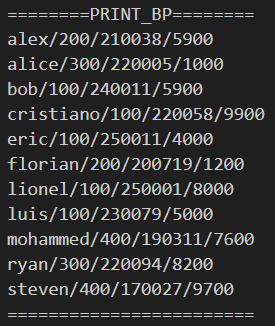 ========PRINT_BP========
alex/200/210038/5900
alice/300/220005/1000
bob/100/240011/5900
cristiano/100/220058/9900
eric/100/250011/4000
florian/200/200719/1200
lionel/100/250001/8000
luis/100/230079/5000
mohammed/400/190311/7600
ryan/300/220094/8200
steven/400/170027/9700
========================